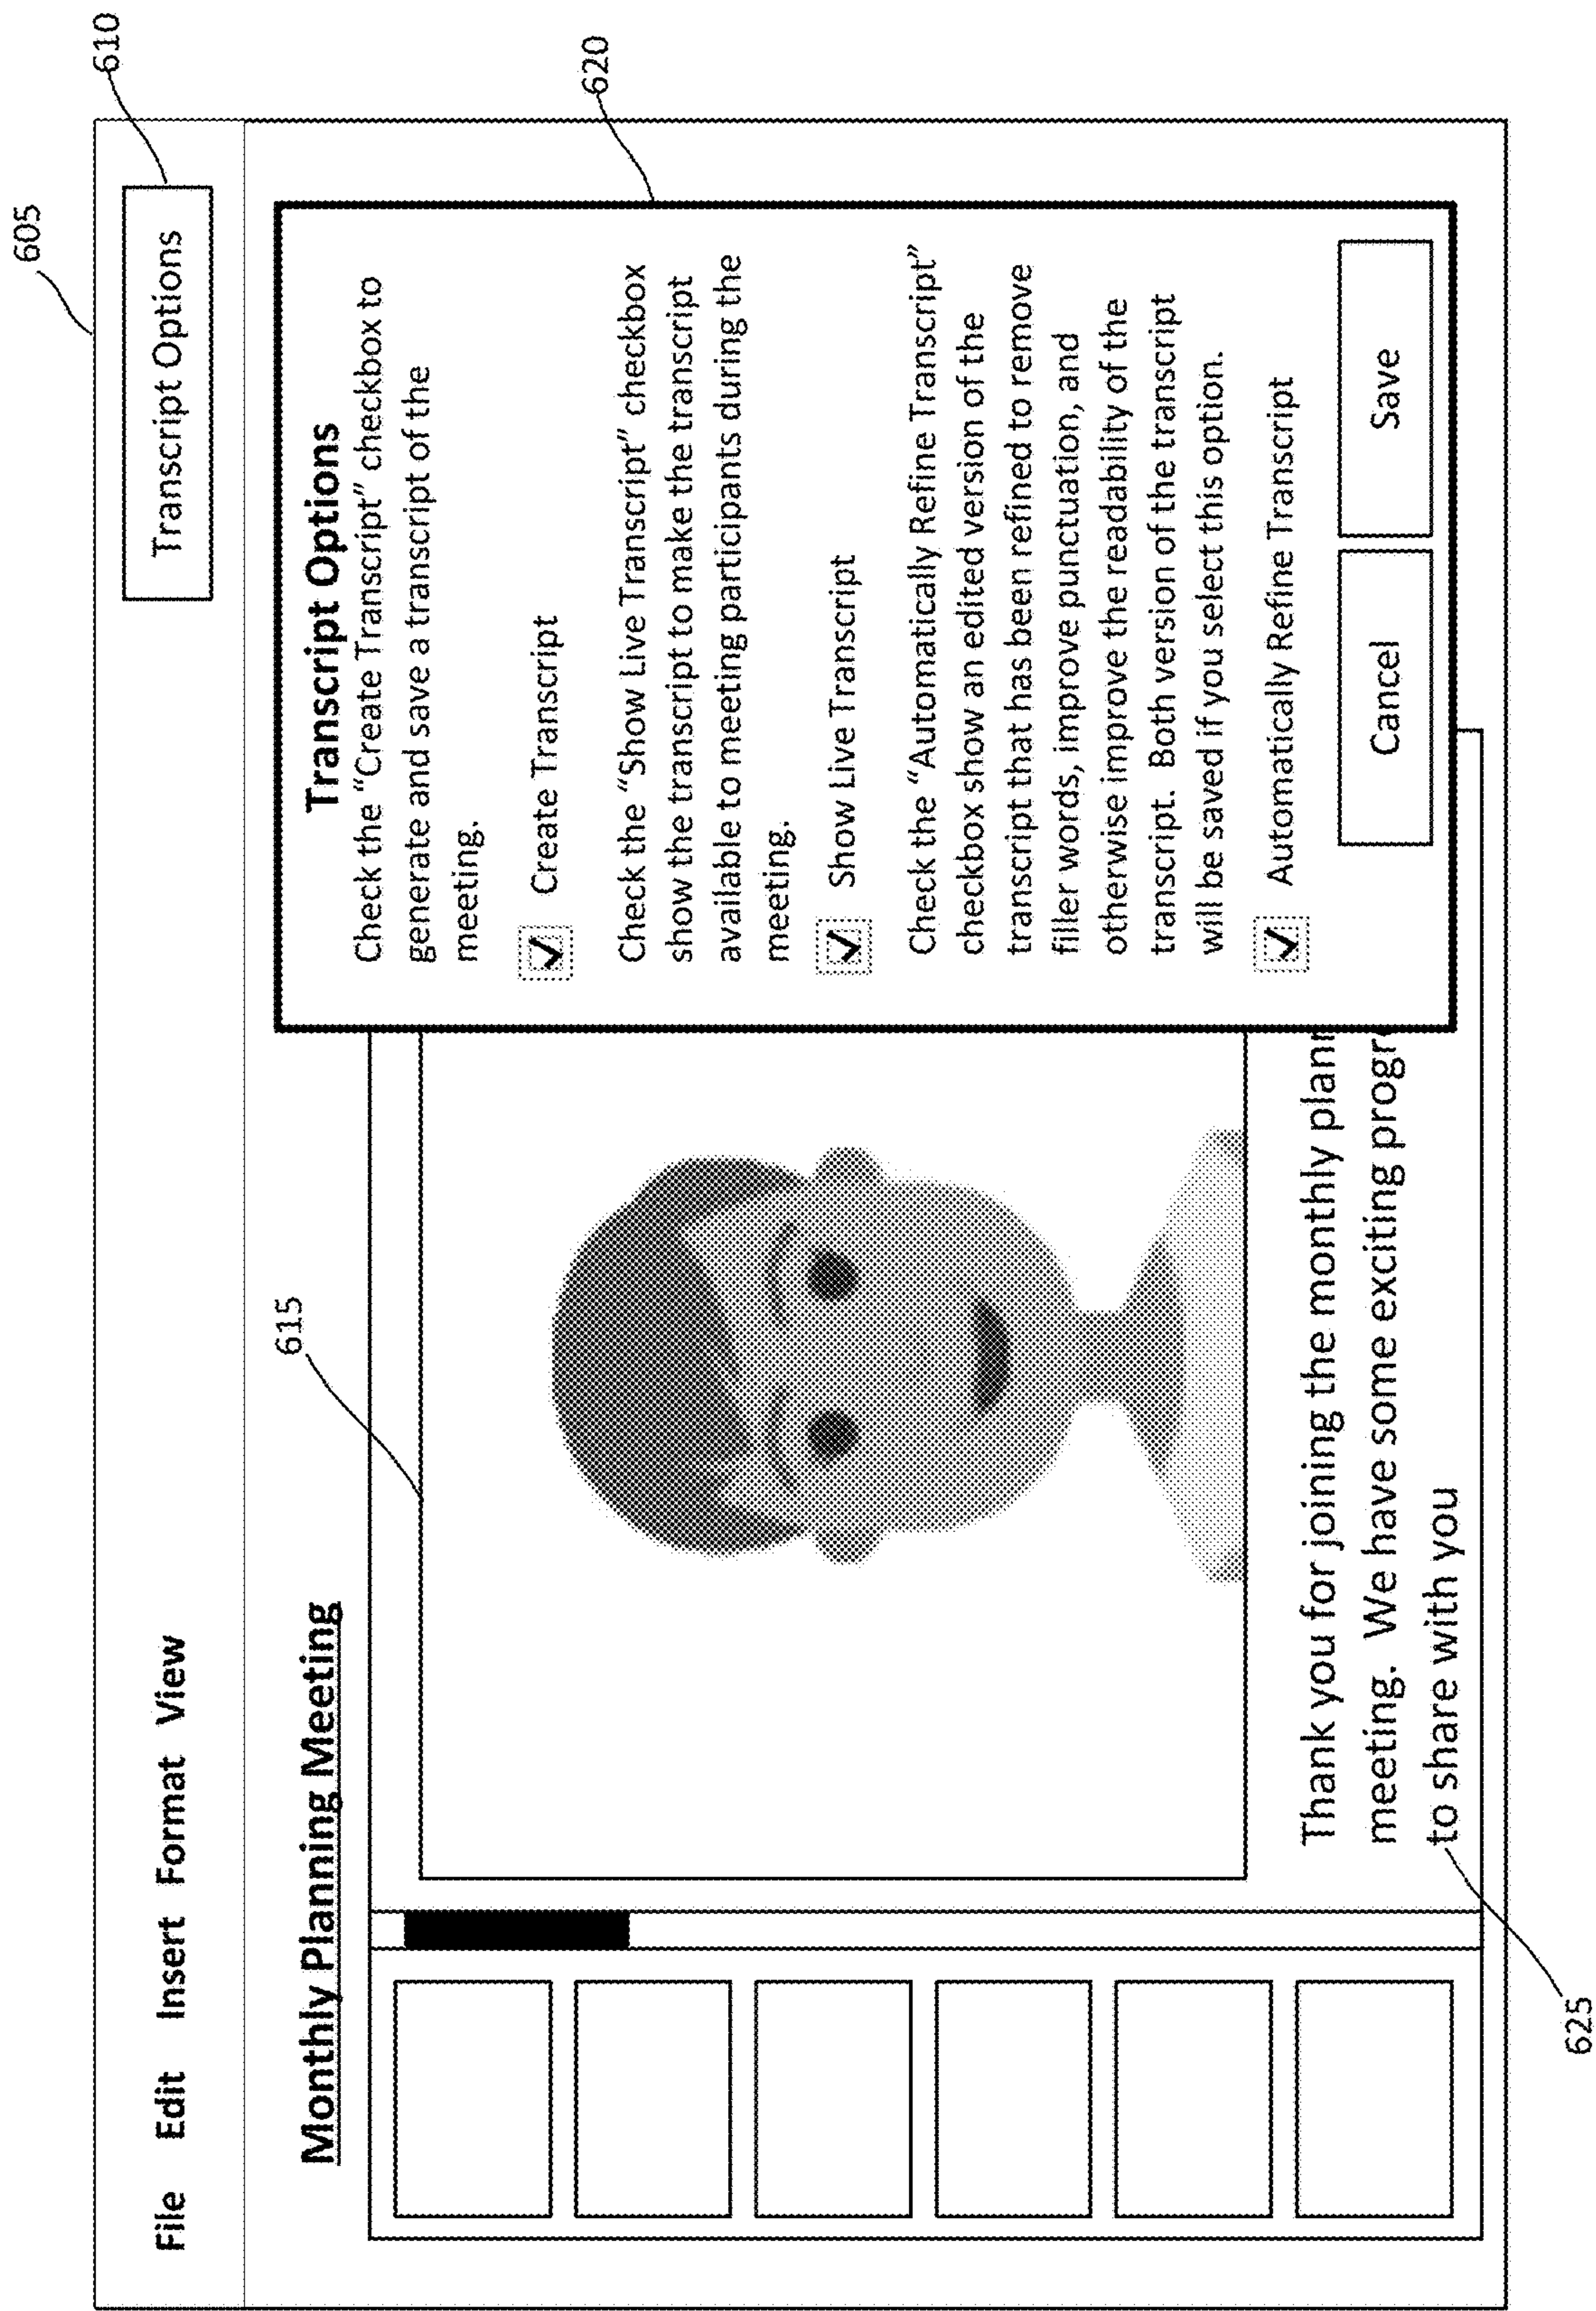 605
File Edit Insert Format View
Transcript Options
610
Monthly Planning Meeting
615
Thank you for joining the monthly plan
meeting. We have some exciting progr
to share with you
625
620
Transcript Options
Check the “Create Transcript” checkbox to
generate and save a transcript of the
meeting.
Create Transcript
Check the “Show Live Transcript” checkbox
show the transcript to make the transcript
available to meeting participants during the
meeting.
Show Live Transcript
Check the “Automatically Refine Transcript”
checkbox show an edited version of the
transcript that has been refined to remove
filler words, improve punctuation, and
otherwise improve the readability of the
transcript. Both version of the transcript
will be saved if you select this option.
Automatically Refine Transcript
Cancel
Save